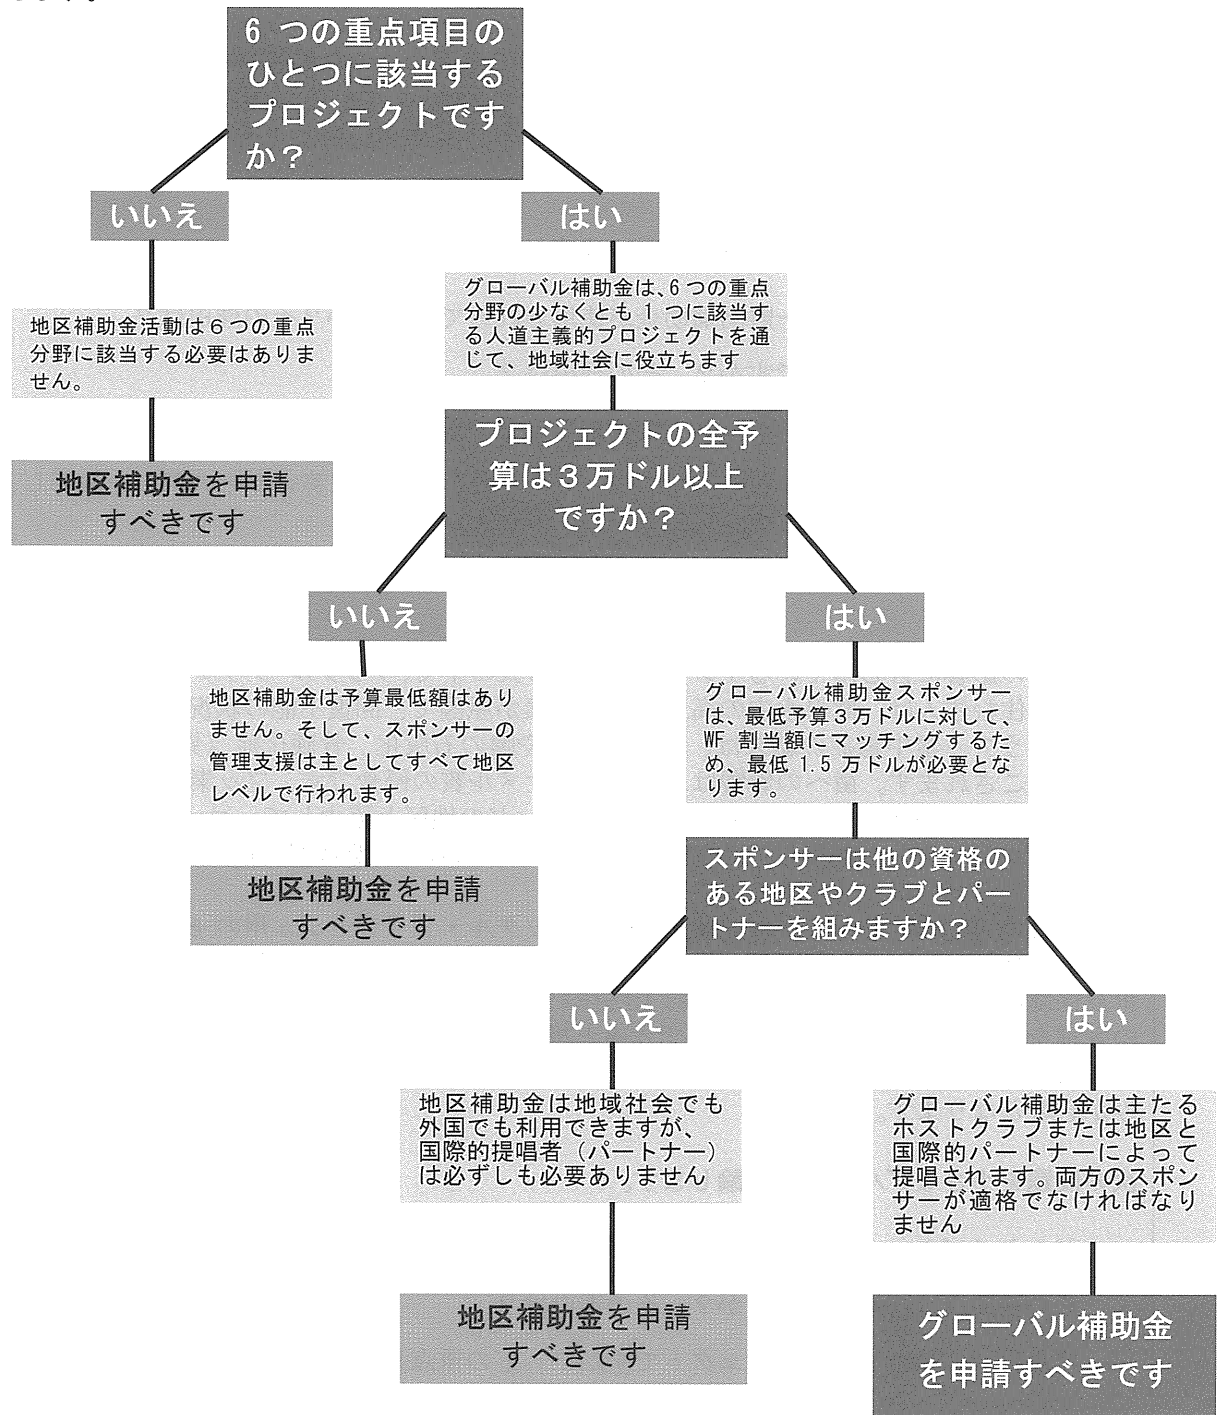 6 つの重点項目の
ひとつに該当する
プロジェクトです
か？
いいえ
はい
地区補助金活動は６つの重点
分野に該当する必要はありま
せん。
グローバル補助金は、6 つの重点
分野の少なくとも 1 つに該当す
る人道主義的プロジェクトを通
じて、地域社会に役立ちます
地区補助金を申請
すべきです
プロジェクトの全予
算は３万ドル以上
ですか？
いいえ
はい
地区補助金は予算最低額はあり
ません。そして、スポンサーの
管理支援は主としてすべて地区
レベルで行われます。
グローバル補助金スポンサー
は、最低予算３万ドルに対して、
WF 割当額にマッチングするた
め、最低 1.5 万ドルが必要とな
ります。
地区補助金を申請
すべきです
スポンサーは他の資格の
ある地区やクラブとパー
トナーを組みますか？
いいえ
はい
地区補助金は地域社会でも
外国でも利用できますが、
国際的提唱者（パートナー）
は必ずしも必要ありません
グローバル補助金は主たる
ホストクラブまたは地区と
国際的パートナーによって
提唱されます。両方のスポン
サーが適格でなければなり
ません
地区補助金を申請
すべきです
グローバル補助金
を申請すべきです